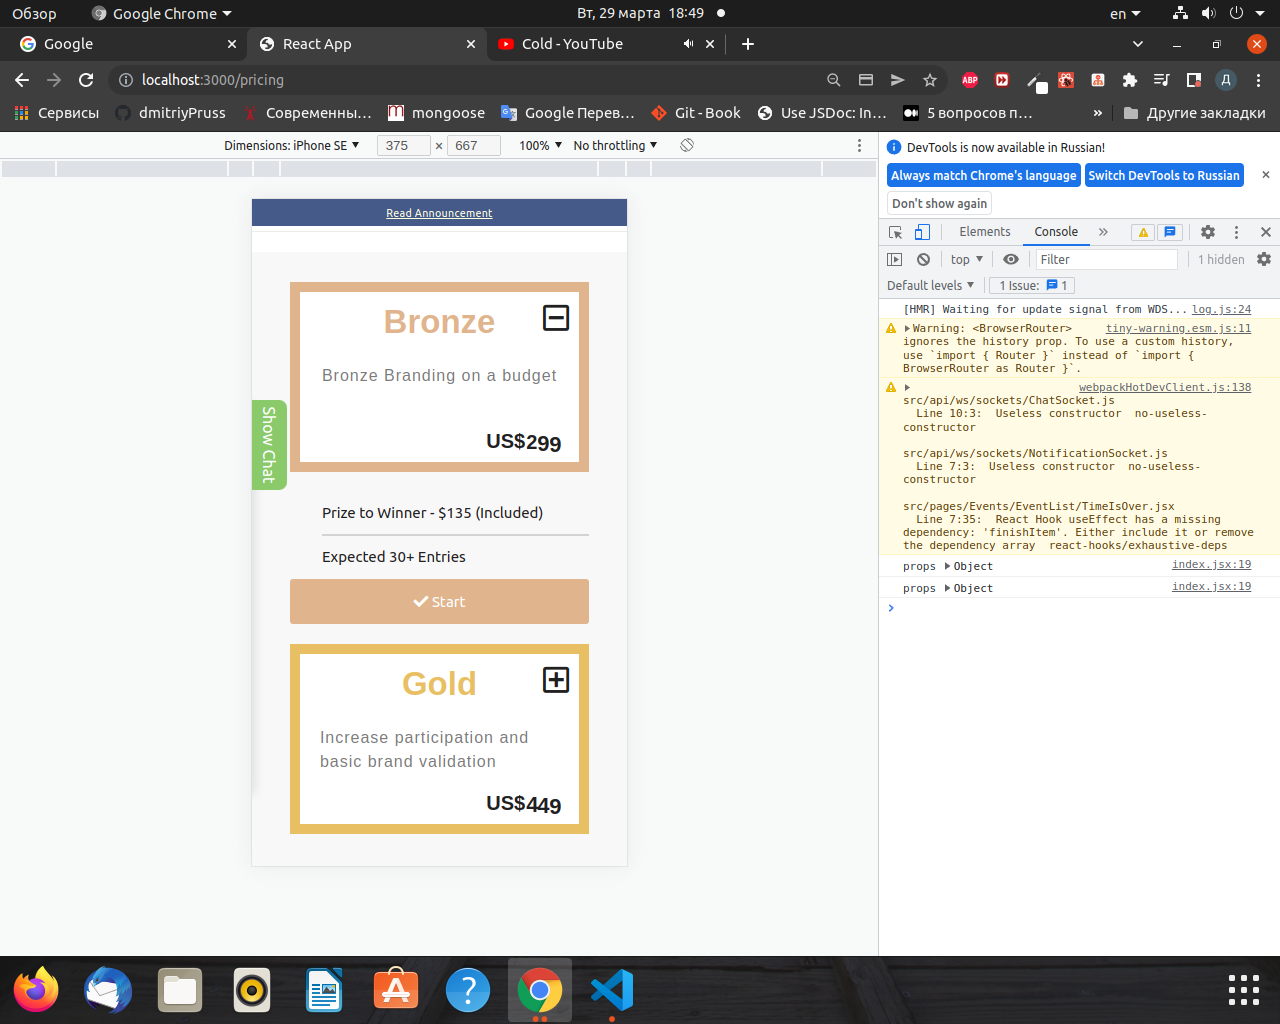 Обзор
Google Chrome
Вт, 29 марта 18:49
en
Google
React App
Cold - YouTube
localhost:3000/pricing
ABP
Д
Сервисы
dmitriyPruss
Современны...
mongoose
Google Перев...
Git - Book
Use JSDoc: In...
5 вопросов п...
»
Другие закладки
Dimensions: iPhone SE
375 × 667
100%
No throttling
DevTools is now available in Russian!
Always match Chrome's language
Switch DevTools to Russian
Don't show again
Elements
Console
top
Filter
1 hidden
Default levels
1 Issue: 1
[HMR] Waiting for update signal from WDS... log.js:24
Warning: <BrowserRouter> tiny-warning.esm.js:11
ignores the history prop. To use a custom history,
use `import { Router }` instead of `import {
BrowserRouter as Router }`.
webpackHotDevClient.js:138
src/api/ws/sockets/ChatSocket.js
Line 10:3: Useless constructor no-useless-
constructor
src/api/ws/sockets/NotificationSocket.js
Line 7:3: Useless constructor no-useless-
constructor
src/pages/Events/EventList/TimeIsOver.jsx
Line 7:35: React Hook useEffect has a missing
dependency: 'finishItem'. Either include it or remove
the dependency array react-hooks/exhaustive-deps
props Object index.jsx:19
props Object index.jsx:19
Read Announcement
Bronze
Bronze Branding on a budget
US$299
Show Chat
Prize to Winner - $135 (Included)
Expected 30+ Entries
Start
Gold
Increase participation and
basic brand validation
US$449